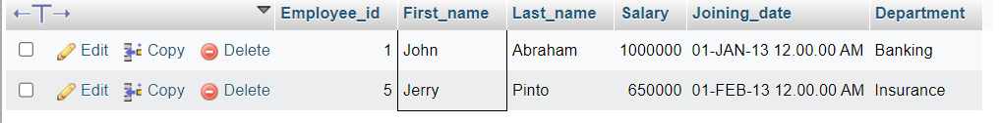 Employee_id First_name Last_name Salary Joining_date Department
Edit Copy Delete 1 John Abraham 1000000 01-JAN-13 12.00.00 AM Banking
Edit Copy Delete 5 Jerry Pinto 650000 01-FEB-13 12.00.00 AM Insurance